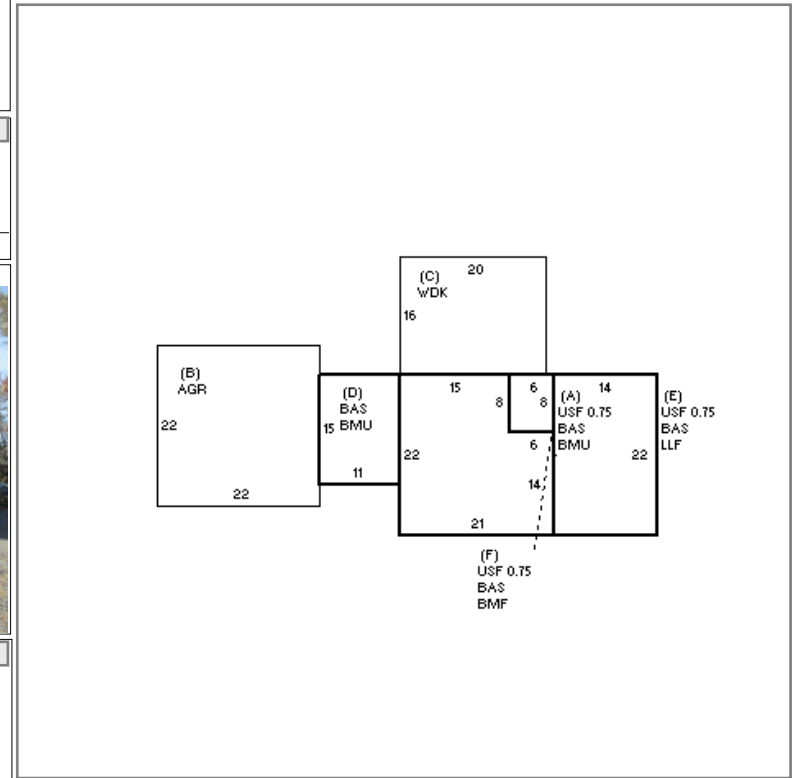 20
(C)
WDK
16
(B)
AGR
22
22
(D)
BAS
15 BMU
11
15
6
8
8
6
14
(A)
USF 0.75
BAS
BMU
22
(E)
USF 0.75
BAS
LLF
22
14
21
(F)
USF 0.75
BAS
BMF